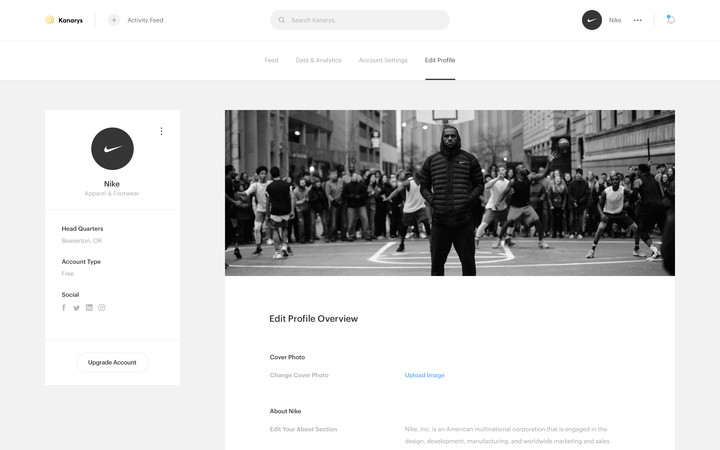 Kanarys
Activity Feed
Search Kanarys..
Nike
Feed
Data & Analytics
Account Settings
Edit Profile
Nike
Apparel & Footwear
Head Quarters
Beaverton, OR
Account Type
Free
Social
Upgrade Account
Edit Profile Overview
Cover Photo
Change Cover Photo
Upload Image
About Nike
Edit Your About Section
Nike, Inc. is an American multinational corporation that is engaged in the
design, development, manufacturing, and worldwide marketing and sales